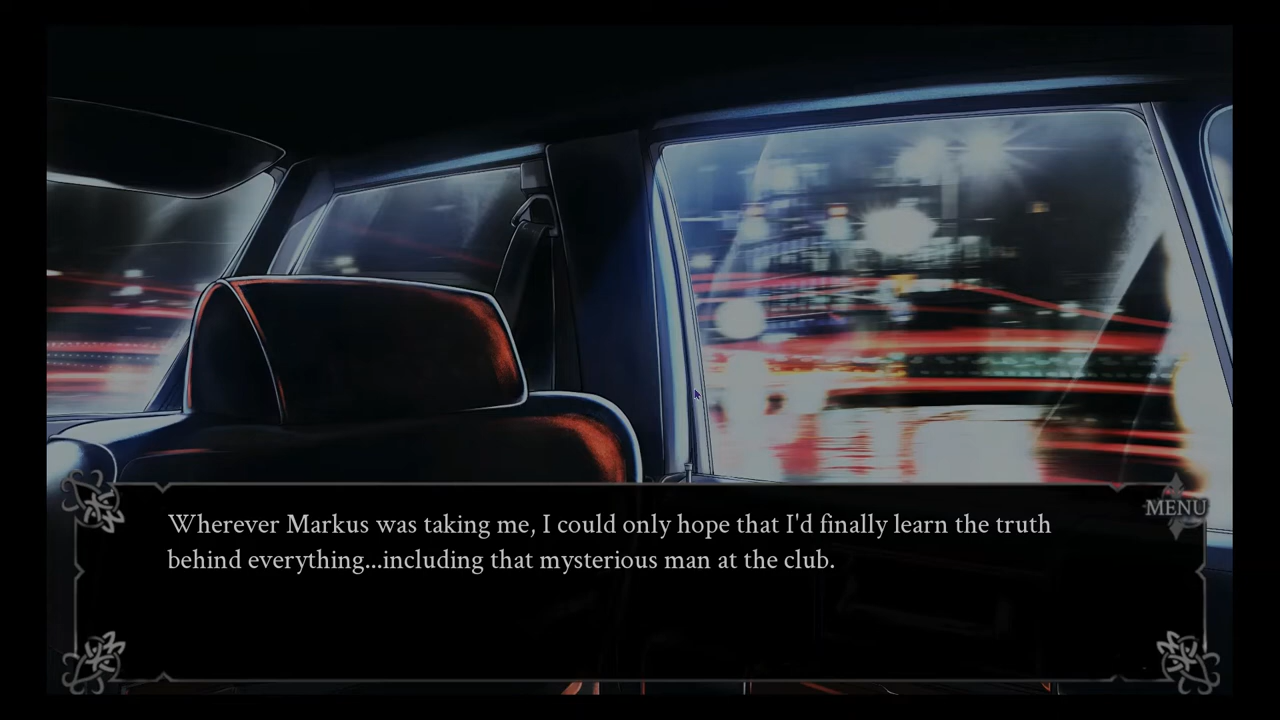 MENU
Wherever Markus was taking me, I could only hope that I'd finally learn the truth
behind everything...including that mysterious man at the club.